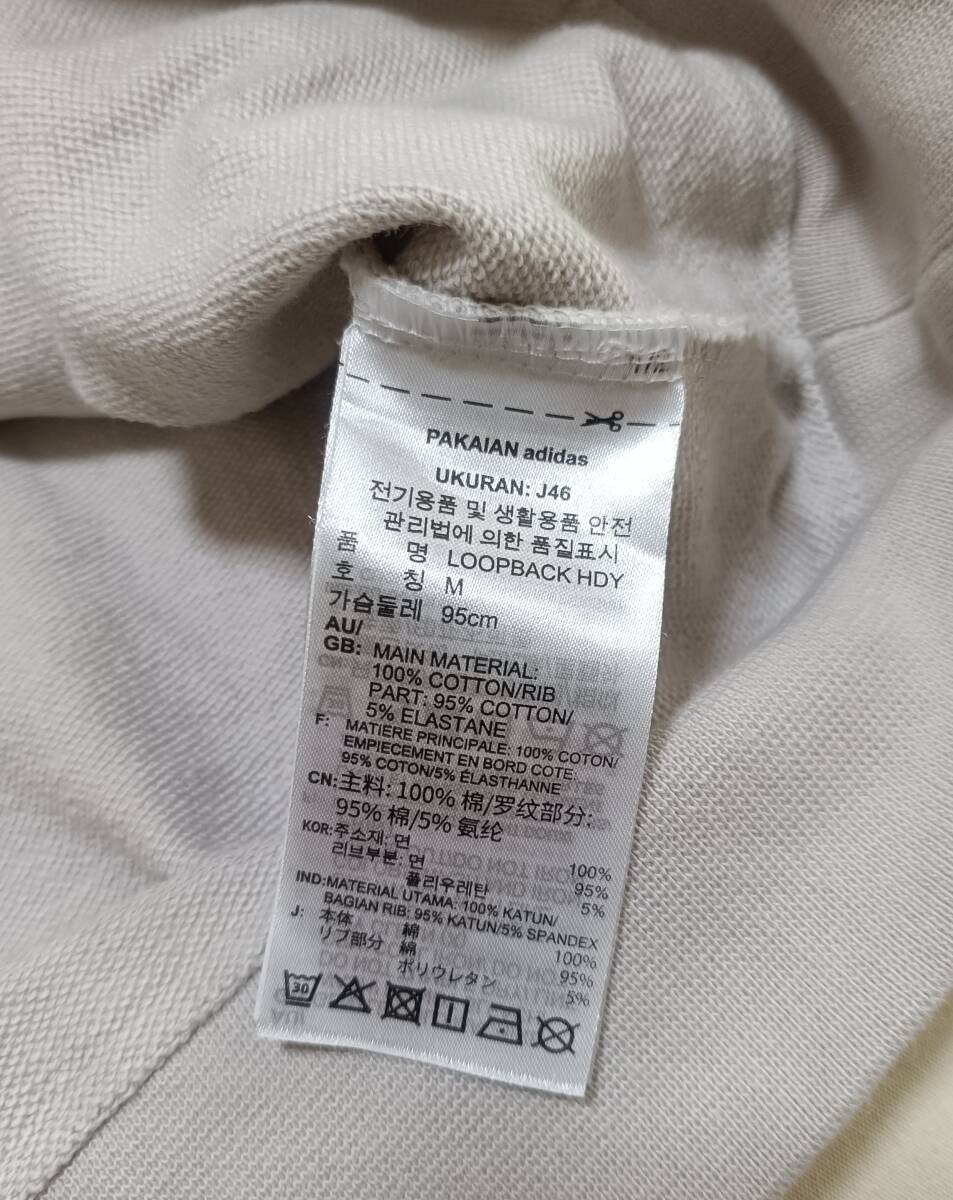 PAKAIAN adidas
UKURAN: J46
전기용품 및 생활용품 안전
관리법에 의한 품질표시
품 명 LOOPBACK HDY
호 칭 M
가슴둘레 95cm
AU/
GB: MAIN MATERIAL:
100% COTTON/RIB
PART: 95% COTTON/
5% ELASTANE
F: MATIERE PRINCIPALE: 100% COTON/
EMPIECEMENT EN BORD COTE:
95% COTON/5% ÉLASTHANNE
CN: 主料: 100% 棉/罗纹部分:
95% 棉/5% 氨纶
KOR: 주소재: 면 100%
리브부분: 면 95%
폴리우레탄 5%
IND: MATERIAL UTAMA: 100% KATUN/
BAGIAN RIB: 95% KATUN/5% SPANDEX
J: 本体 綿 100%
リブ部分 綿 95%
ポリウレタン 5%
30